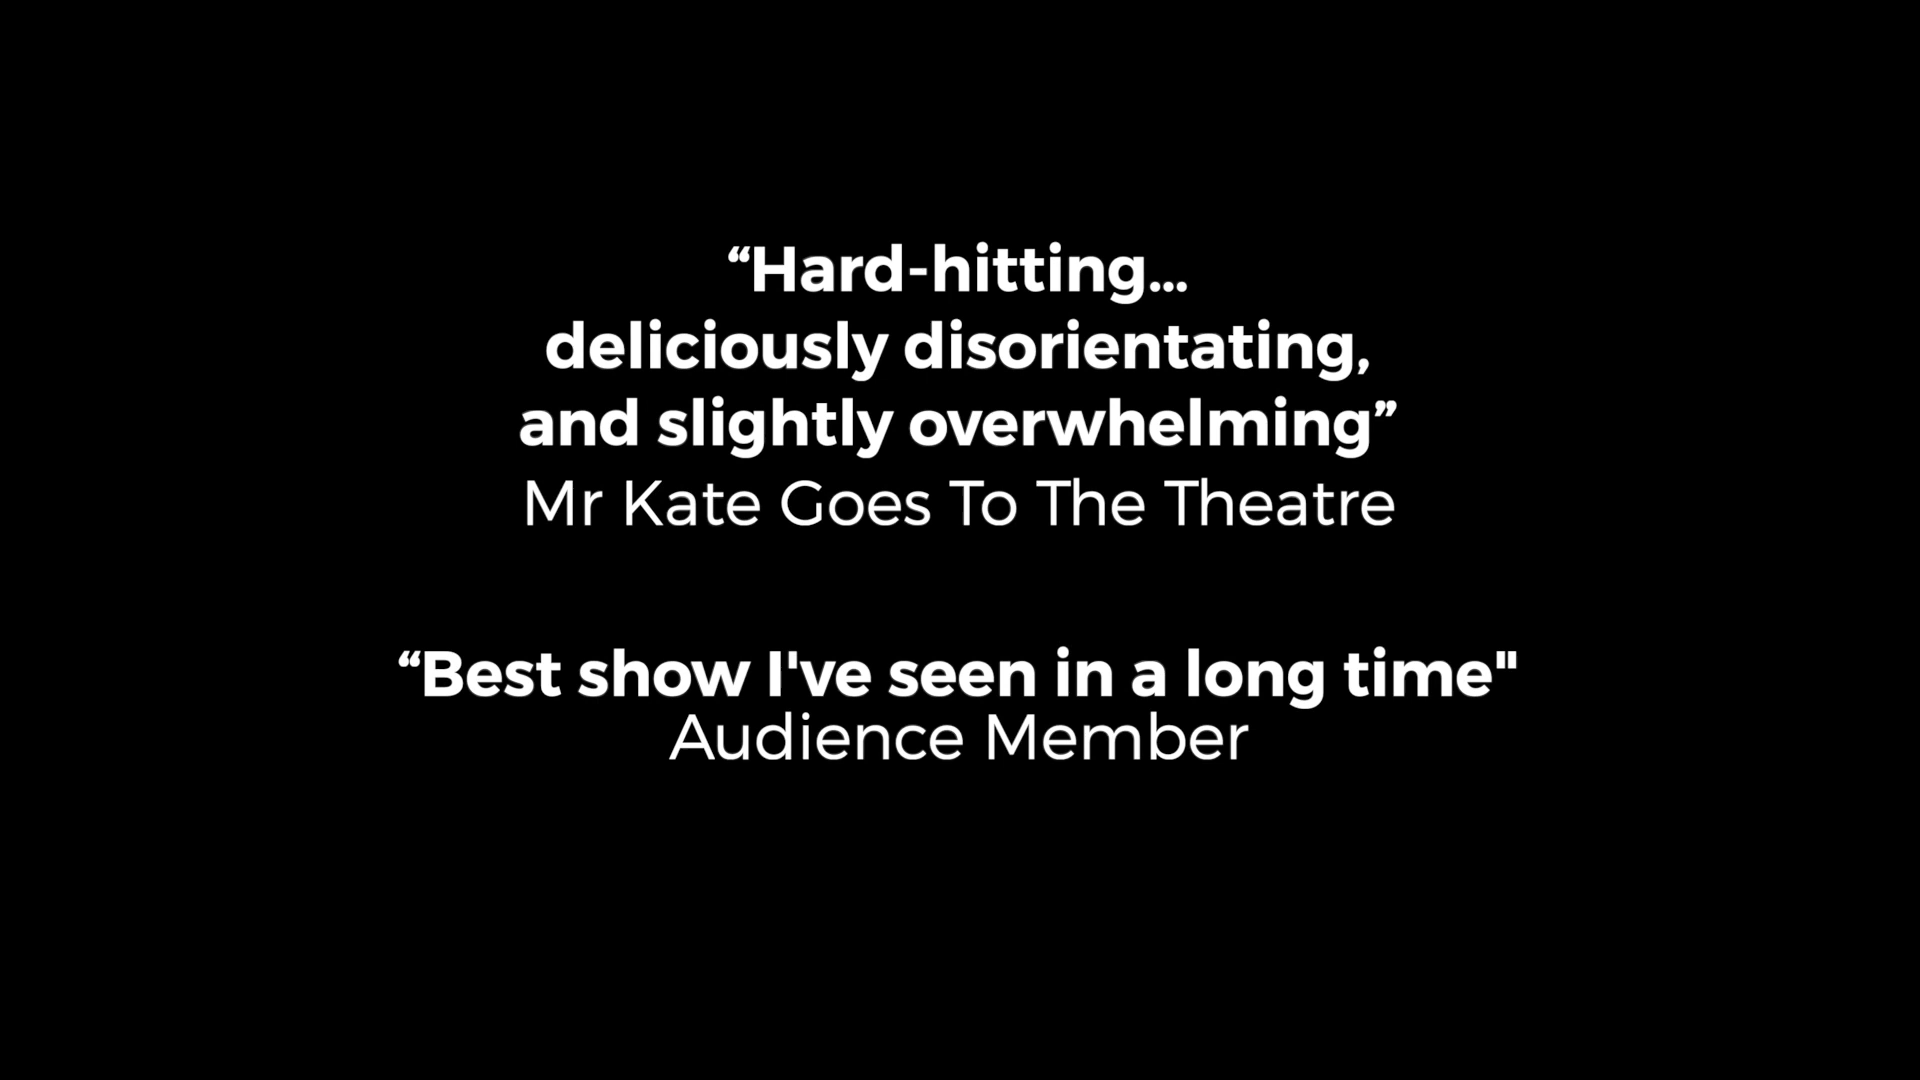 “Hard-hitting...
deliciously disorientating,
and slightly overwhelming”
Mr Kate Goes To The Theatre
“Best show I've seen in a long time"
Audience Member